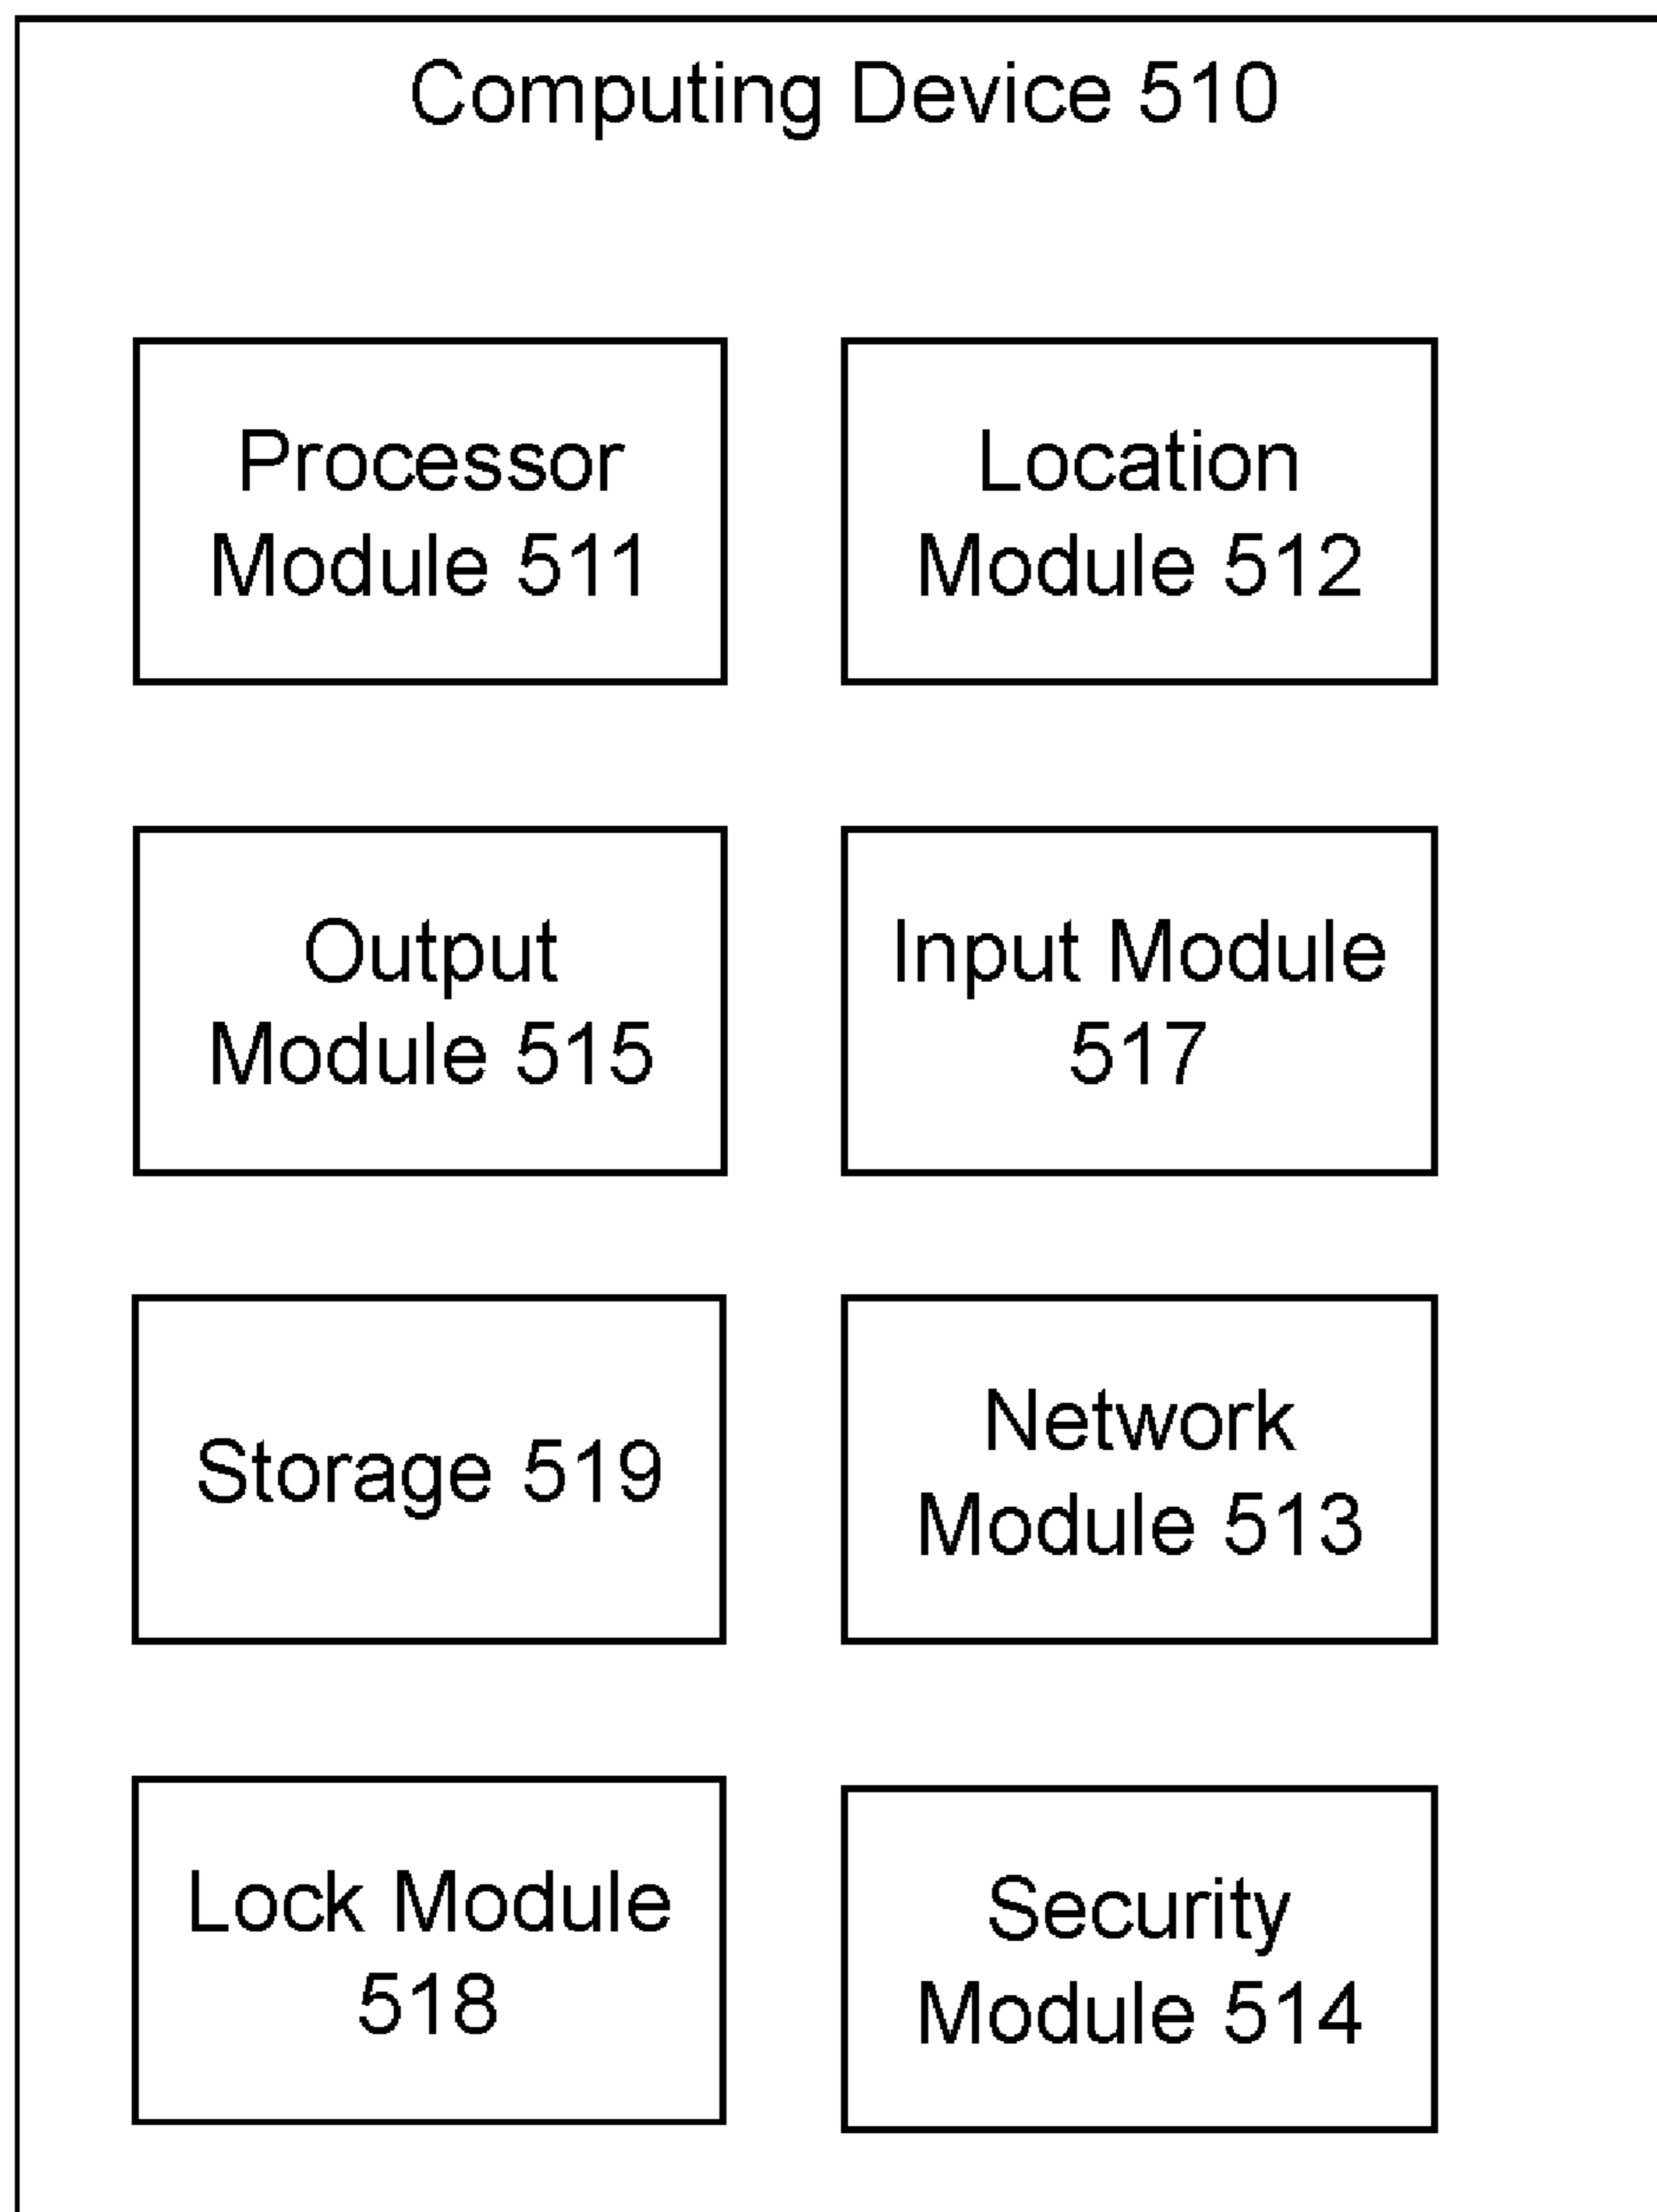 Computing Device 510
Processor
Module 511
Location
Module 512
Output
Module 515
Input Module
517
Storage 519
Network
Module 513
Lock Module
518
Security
Module 514